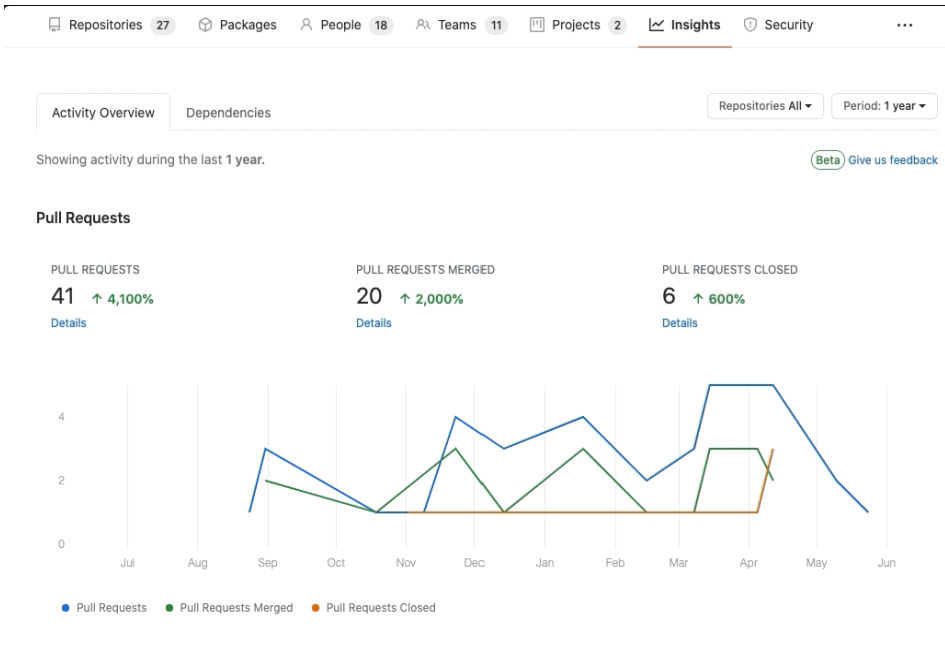 Repositories 27 Packages People 18 Teams 11 Projects 2 Insights Security ...
Activity Overview Dependencies Repositories All Period: 1 year
Showing activity during the last 1 year. Beta Give us feedback
Pull Requests
PULL REQUESTS PULL REQUESTS MERGED PULL REQUESTS CLOSED
41 ↑ 4,100% 20 ↑ 2,000% 6 ↑ 600%
Details Details Details
4
2
0
Jul Aug Sep Oct Nov Dec Jan Feb Mar Apr May Jun
Pull Requests Pull Requests Merged Pull Requests Closed